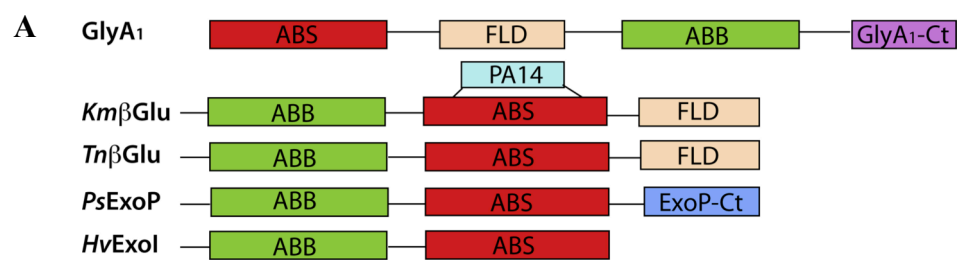 A
GlyA₁ ABS FLD ABB GlyA₁-Ct
PA14
KmβGlu ABB ABS FLD
TnβGlu ABB ABS FLD
PsExoP ABB ABS ExoP-Ct
HvExoI ABB ABS